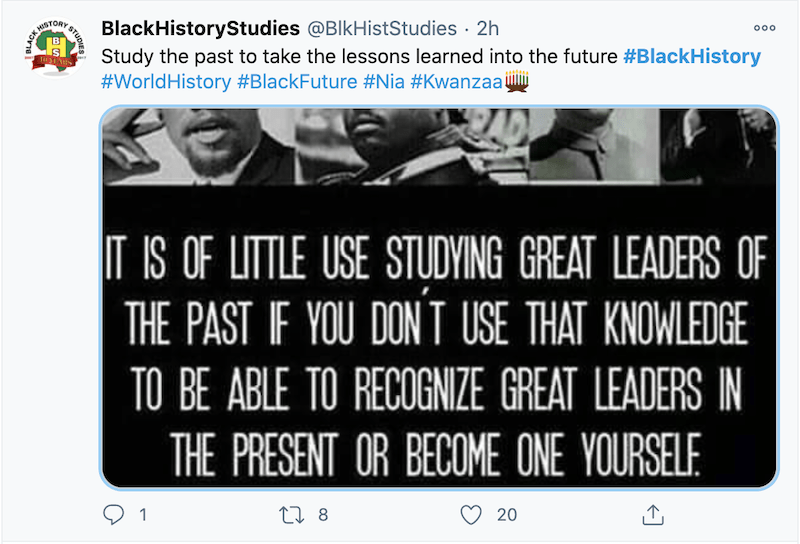 BLACK HISTORY STUDIES
BSS
BlackHistoryStudies @BlkHistStudies · 2h
Study the past to take the lessons learned into the future #BlackHistory
#WorldHistory #BlackFuture #Nia #Kwanzaa
IT IS OF LITTLE USE STUDYING GREAT LEADERS OF
THE PAST IF YOU DON'T USE THAT KNOWLEDGE
TO BE ABLE TO RECOGNIZE GREAT LEADERS IN
THE PRESENT OR BECOME ONE YOURSELF.
1 8 20